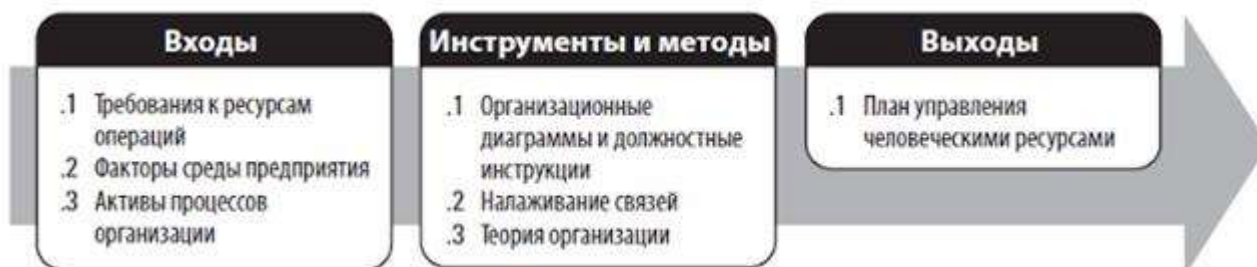 Входы
.1 Требования к ресурсам
операций
.2 Факторы среды предприятия
.3 Активы процессов
организации
Инструменты и методы
.1 Организационные
диаграммы и должностные
инструкции
.2 Налаживание связей
.3 Теория организации
Выходы
.1 План управления
человеческими ресурсами